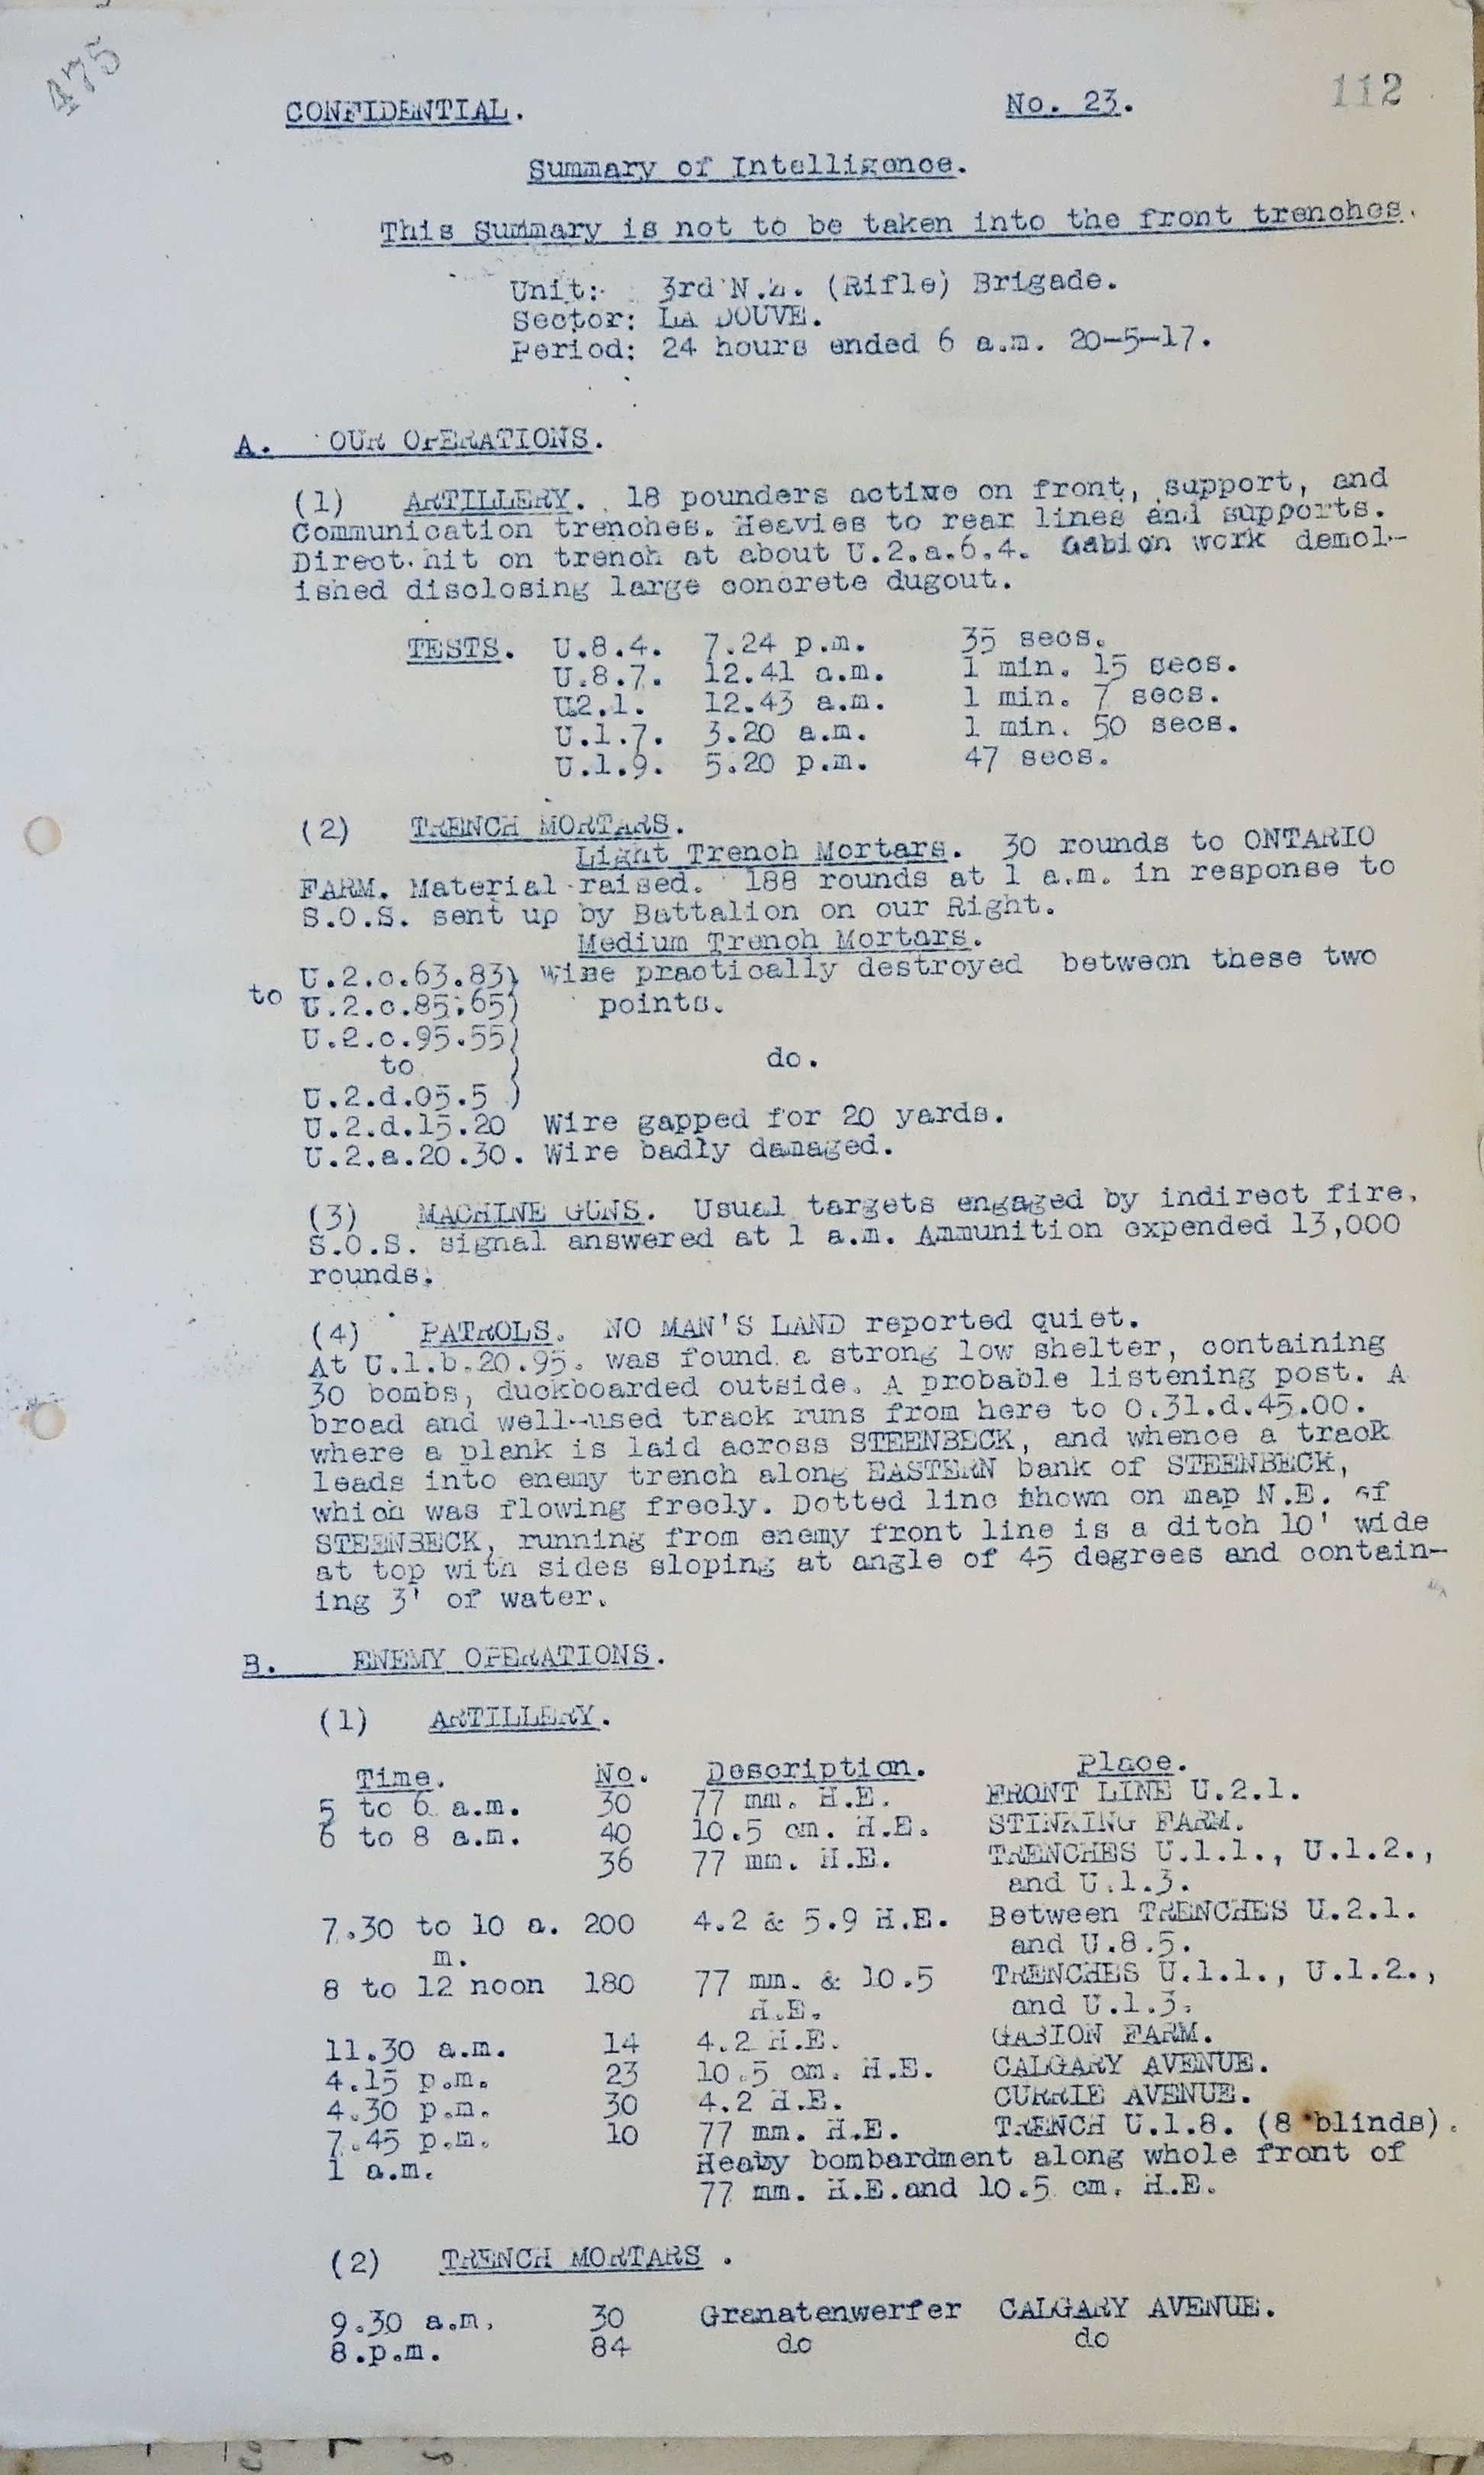 475
112
CONFIDENTIAL. No. 23.
Summary of Intelligence.
This Summary is not to be taken into the front trenches.
Unit: 3rd N.Z. (Rifle) Brigade.
Sector: LA DOUVE.
Period: 24 hours ended 6 a.m. 20-5-17.
A. OUR OPERATIONS.
(1) ARTILLERY. 18 pounders active on front, support, and
Communication trenches. Heavies to rear lines and supports.
Direct hit on trench at about U.2.a.6.4. Gabion work demol-
ished disclosing large concrete dugout.
TESTS. U.8.4. 7.24 p.m. 35 secs.
U.8.7. 12.41 a.m. 1 min. 15 secs.
U2.1. 12.43 a.m. 1 min. 7 secs.
U.1.7. 3.20 a.m. 1 min. 50 secs.
U.1.9. 5.20 p.m. 47 secs.
(2) TRENCH MORTARS.
Light Trench Mortars. 30 rounds to ONTARIO
FARM. Material raised. 188 rounds at 1 a.m. in response to
S.O.S. sent up by Battalion on our Right.
Medium Trench Mortars.
U.2.c.63.83) Wire practically destroyed between these two
to U.2.c.85.65) points.
U.2.c.95.55)
to ) do.
U.2.d.05.5 )
U.2.d.15.20 Wire gapped for 20 yards.
U.2.a.20.30. Wire badly damaged.
(3) MACHINE GUNS. Usual targets engaged by indirect fire.
S.O.S. signal answered at 1 a.m. Ammunition expended 13,000
rounds.
(4) PATROLS. NO MAN'S LAND reported quiet.
At U.1.b.20.95. was found a strong low shelter, containing
30 bombs, duckboarded outside. A probable listening post. A
broad and well-used track runs from here to O.31.d.45.00.
where a plank is laid across STEENBECK, and whence a track
leads into enemy trench along EASTERN bank of STEENBECK,
which was flowing freely. Dotted line shown on map N.E. of
STEENBECK, running from enemy front line is a ditch 10' wide
at top with sides sloping at angle of 45 degrees and contain-
ing 3' of water.
B. ENEMY OPERATIONS.
(1) ARTILLERY.
Time. No. Description. Place.
5 to 6 a.m. 30 77 mm. H.E. FRONT LINE U.2.1.
6 to 8 a.m. 40 10.5 cm. H.E. STINKING FARM.
36 77 mm. H.E. TRENCHES U.1.1., U.1.2.,
and U.1.3.
7.30 to 10 a. 200 4.2 & 5.9 H.E. Between TRENCHES U.2.1.
m. and U.8.5.
8 to 12 noon 180 77 mm. & 10.5 TRENCHES U.1.1., U.1.2.,
H.E. and U.1.3.
11.30 a.m. 14 4.2 H.E. GABION FARM.
4.15 p.m. 23 10.5 cm. H.E. CALGARY AVENUE.
4.30 p.m. 30 4.2 H.E. CURRIE AVENUE.
7.45 p.m. 10 77 mm. H.E. TRENCH U.1.8. (8 blinds).
1 a.m. Heavy bombardment along whole front of
77 mm. H.E.and 10.5 cm. H.E.
(2) TRENCH MORTARS .
9.30 a.m. 30 Granatenwerfer CALGARY AVENUE.
8.p.m. 84 do do